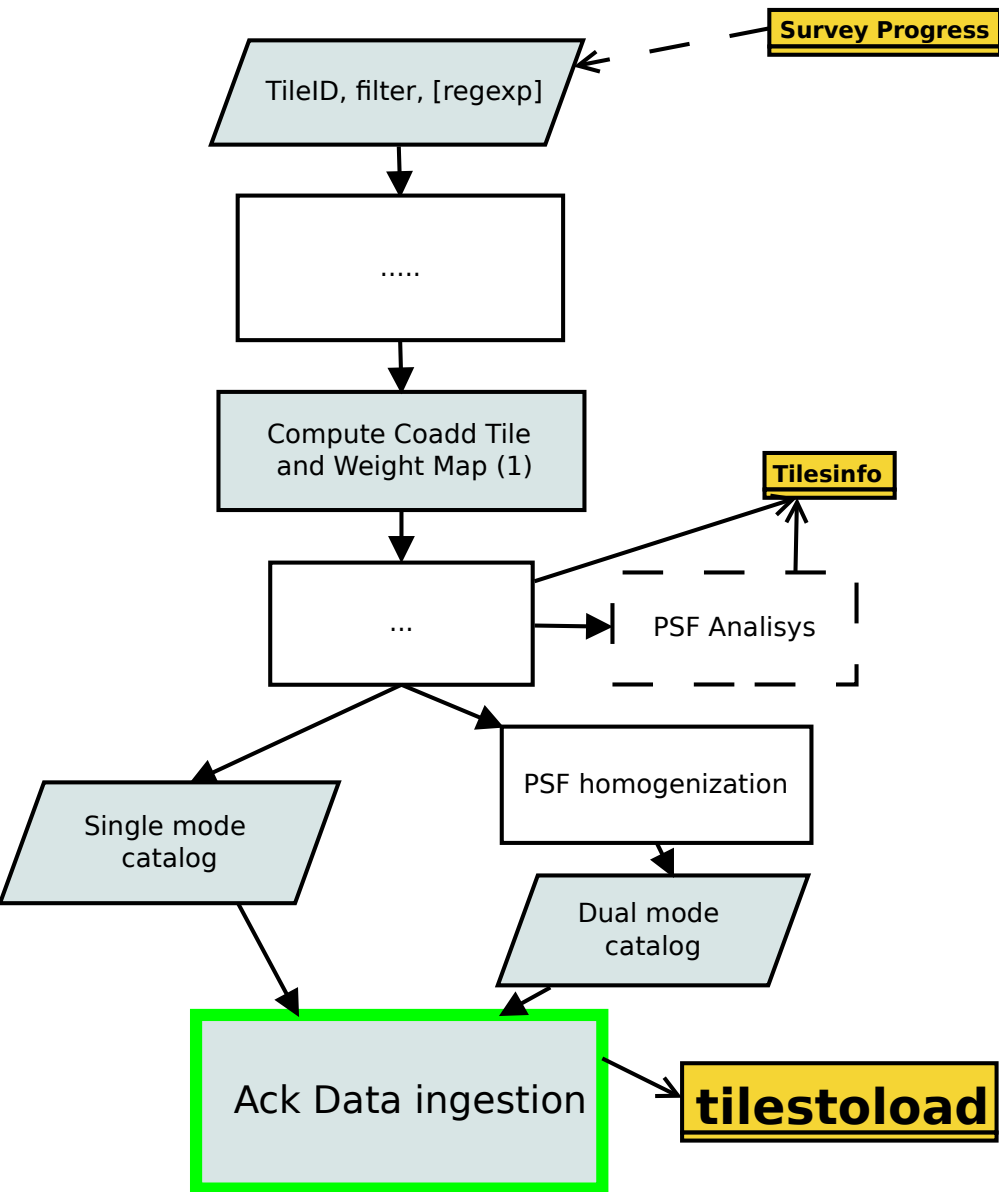 Survey Progress
TileID, filter, [regexp]
.....
Compute Coadd Tile
and Weight Map (1)
Tilesinfo
...
PSF Analisys
PSF homogenization
Single mode
catalog
Dual mode
catalog
Ack Data ingestion
tilestoload